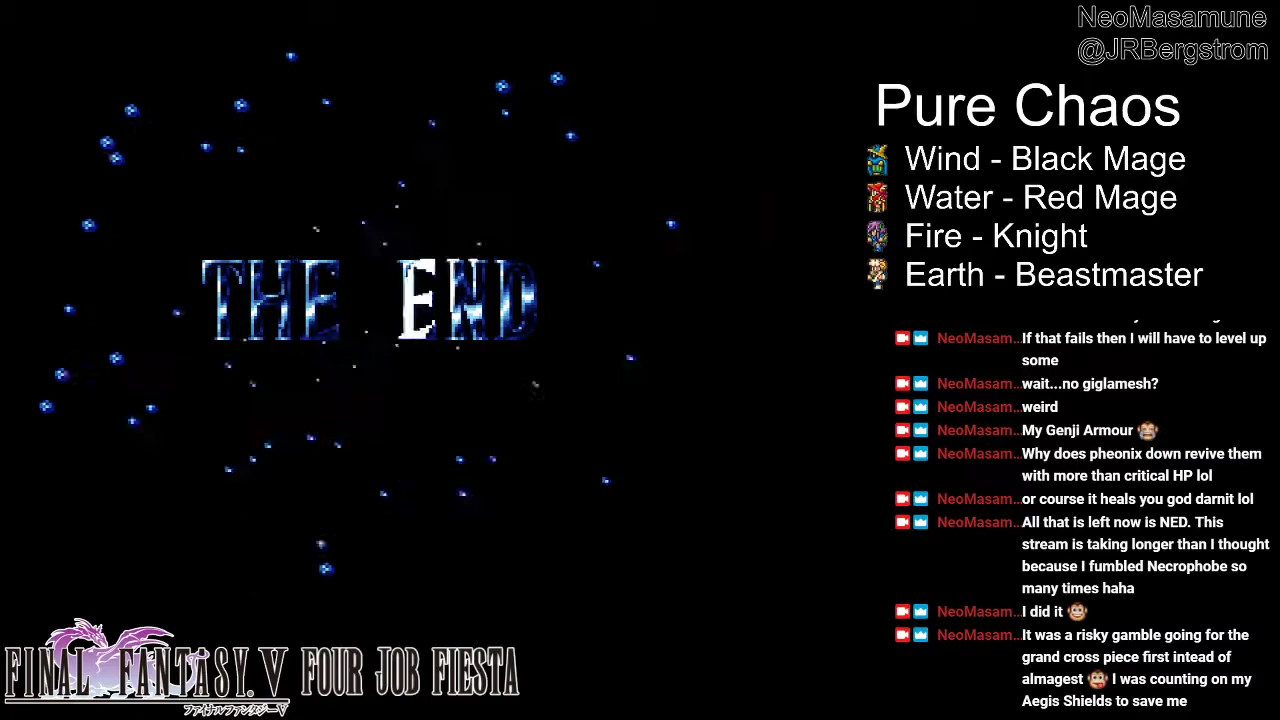 NeoMasamune
@JRBergstrom
Pure Chaos
Wind - Black Mage
Water - Red Mage
Fire - Knight
Earth - Beastmaster
THE END
NeoMasam... If that fails then I will have to level up
some
NeoMasam... wait...no giglamesh?
NeoMasam... weird
NeoMasam... My Genji Armour
NeoMasam... Why does pheonix down revive them
with more than critical HP lol
NeoMasam... or course it heals you god darnit lol
NeoMasam... All that is left now is NED. This
stream is taking longer than I thought
because I fumbled Necrophobe so
many times haha
NeoMasam... I did it
NeoMasam... It was a risky gamble going for the
grand cross piece first intead of
almagest I was counting on my
Aegis Shields to save me
FINAL FANTASY. V FOUR JOB FIESTA
ファイナルファンタジーV